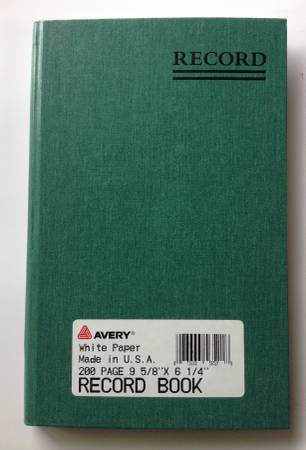 RECORD
AVERY®
White Paper
Made in U.S.A.
200 PAGE 9 5/8"X 6 1/4"
RECORD BOOK